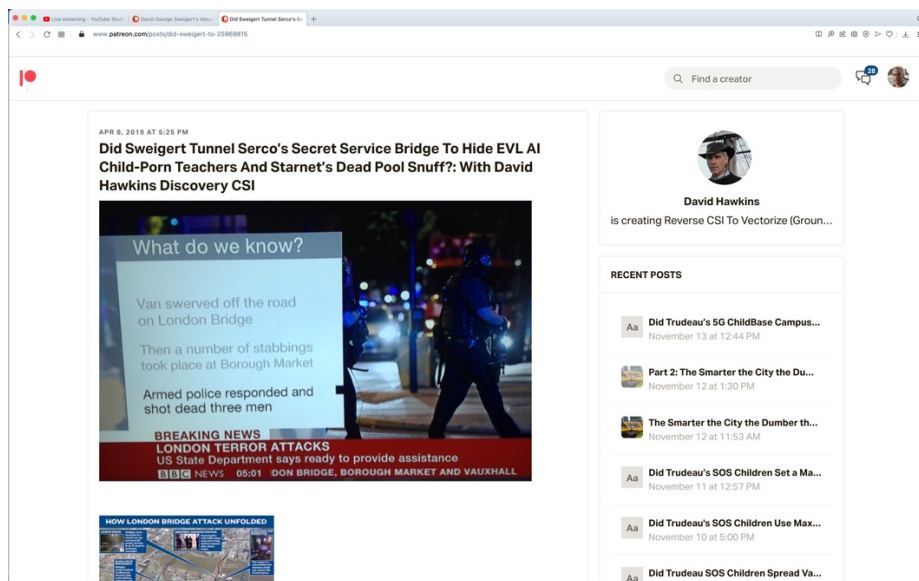 Live streaming - YouTube Studi
David George Sweigert's Abou
Did Sweigert Tunnel Serco's Se
www.patreon.com/posts/did-sweigert-to-25969815
Find a creator
28
APR 8, 2019 AT 5:25 PM
Did Sweigert Tunnel Serco's Secret Service Bridge To Hide EVL AI
Child-Porn Teachers And Starnet's Dead Pool Snuff?: With David
Hawkins Discovery CSI
What do we know?
Van swerved off the road
on London Bridge
Then a number of stabbings
took place at Borough Market
Armed police responded and
shot dead three men
BREAKING NEWS
LONDON TERROR ATTACKS
US State Department says ready to provide assistance
BBC NEWS 05:01 DON BRIDGE, BOROUGH MARKET AND VAUXHALL
HOW LONDON BRIDGE ATTACK UNFOLDED
David Hawkins
is creating Reverse CSI To Vectorize (Groun...
RECENT POSTS
Aa
Did Trudeau's 5G ChildBase Campus...
November 13 at 12:44 PM
Part 2: The Smarter the City the Du...
November 12 at 1:30 PM
The Smarter the City the Dumber th...
November 12 at 11:53 AM
Aa
Did Trudeau's SOS Children Set a Ma...
November 11 at 12:57 PM
Aa
Did Trudeau's SOS Children Use Max...
November 10 at 5:00 PM
Aa
Did Trudeau SOS Children Spread Va...